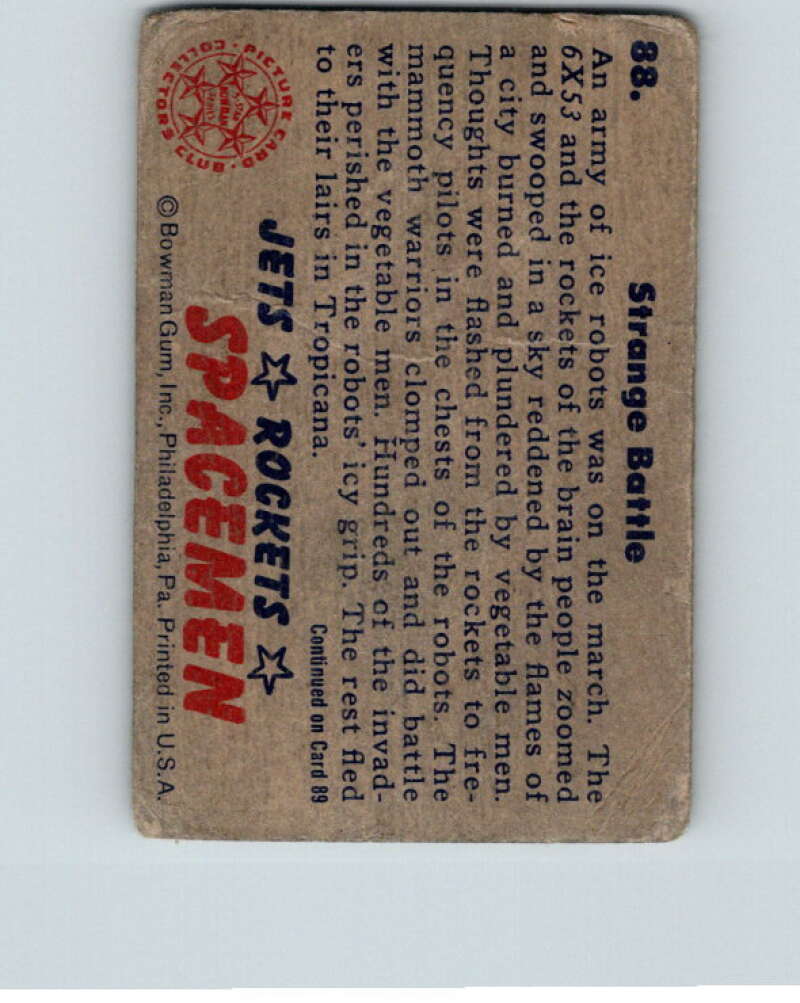 88.
Strange Battle
An army of ice robots was on the march. The
6X53 and the rockets of the brain people zoomed
and swooped in a sky reddened by the flames of
a city burned and plundered by vegetable men.
Thoughts were flashed from the rockets to fre-
quency pilots in the chests of the robots. The
mammoth warriors clomped out and did battle
with the vegetable men. Hundreds of the invad-
ers perished in the robots' icy grip. The rest fled
to their lairs in Tropicana.
Continued on Card 89
PICTURE CARD
COLLECTORS CLUB
BOWMAN
JETS ☆ ROCKETS ☆
SPACEMEN
© Bowman Gum, Inc., Philadelphia, Pa. Printed in U.S.A.